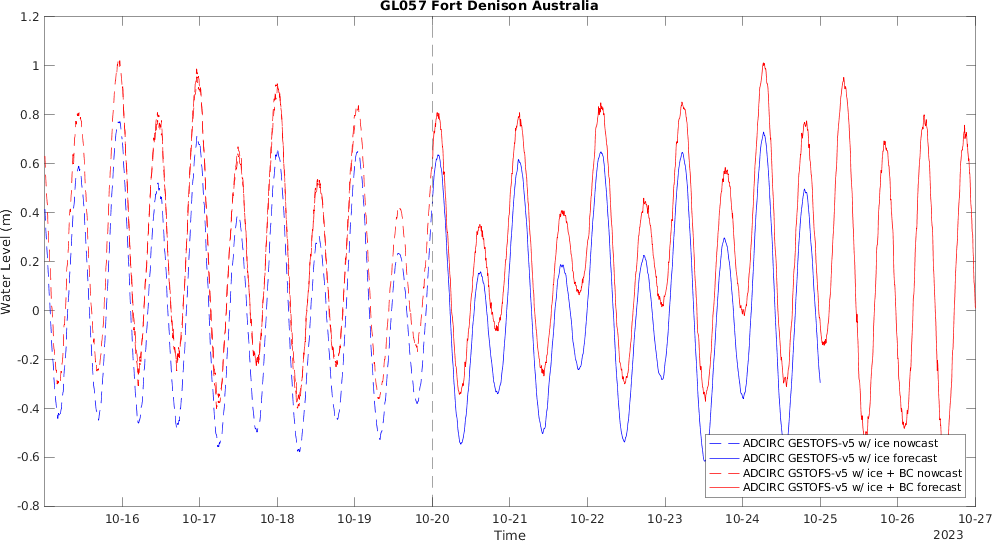 GL057 Fort Denison Australia
Water Level (m)
1.2
1
0.8
0.6
0.4
0.2
0
-0.2
-0.4
-0.6
-0.8
ADCIRC GESTOFS-v5 w/ ice nowcast
ADCIRC GESTOFS-v5 w/ ice forecast
ADCIRC GSTOFS-v5 w/ ice + BC nowcast
ADCIRC GSTOFS-v5 w/ ice + BC forecast
10-16 10-17 10-18 10-19 10-20 10-21 10-22 10-23 10-24 10-25 10-26 10-27
Time
2023